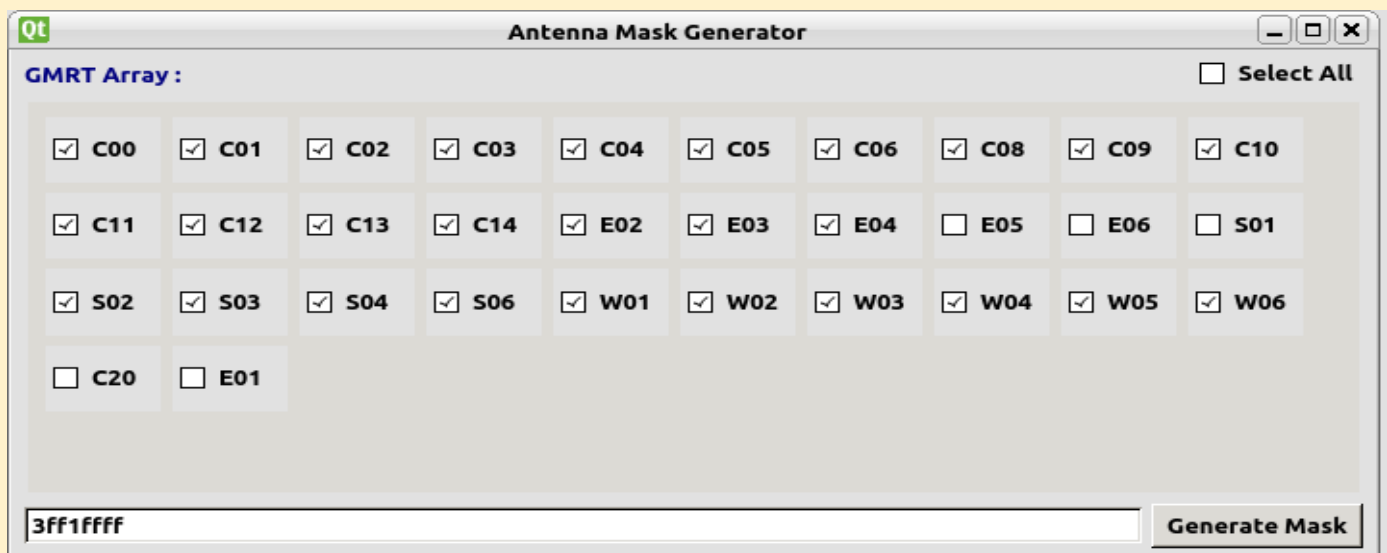 Qt Antenna Mask Generator
GMRT Array : Select All
C00 C01 C02 C03 C04 C05 C06 C08 C09 C10
C11 C12 C13 C14 E02 E03 E04 E05 E06 S01
S02 S03 S04 S06 W01 W02 W03 W04 W05 W06
C20 E01
3ff1ffff Generate Mask